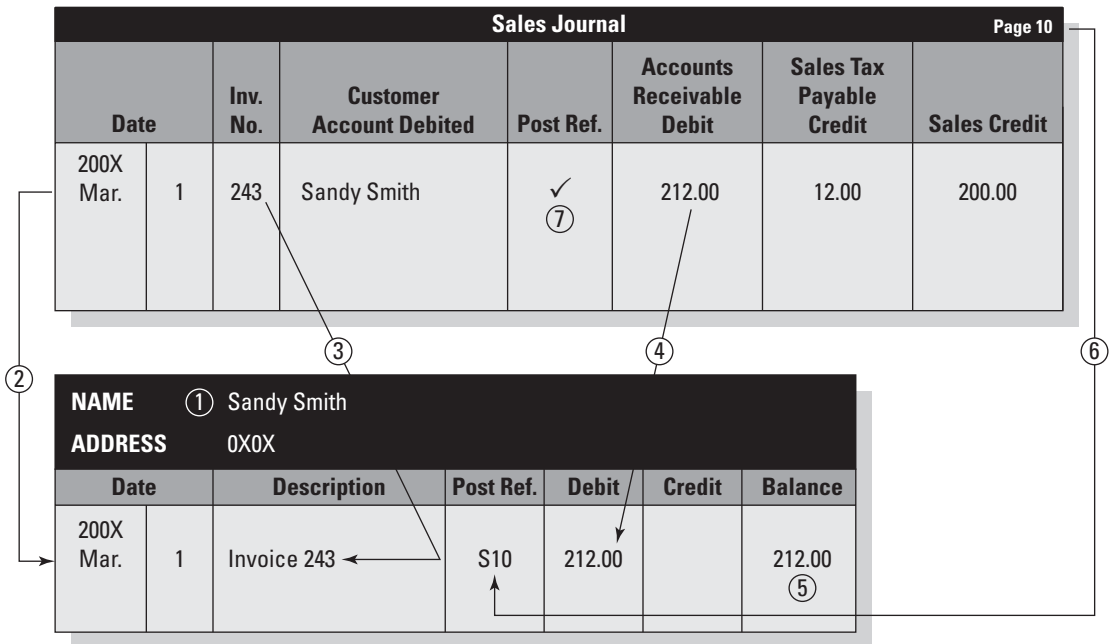 Sales Journal Page 10
Date Inv. No. Customer Account Debited Post Ref. Accounts Receivable Debit Sales Tax Payable Credit Sales Credit
200X
Mar. 1 243 Sandy Smith ✓ 212.00 12.00 200.00
⑦
③ ④ ⑥
②
NAME ① Sandy Smith
ADDRESS 0X0X
Date Description Post Ref. Debit Credit Balance
200X
Mar. 1 Invoice 243 S10 212.00 212.00
⑤